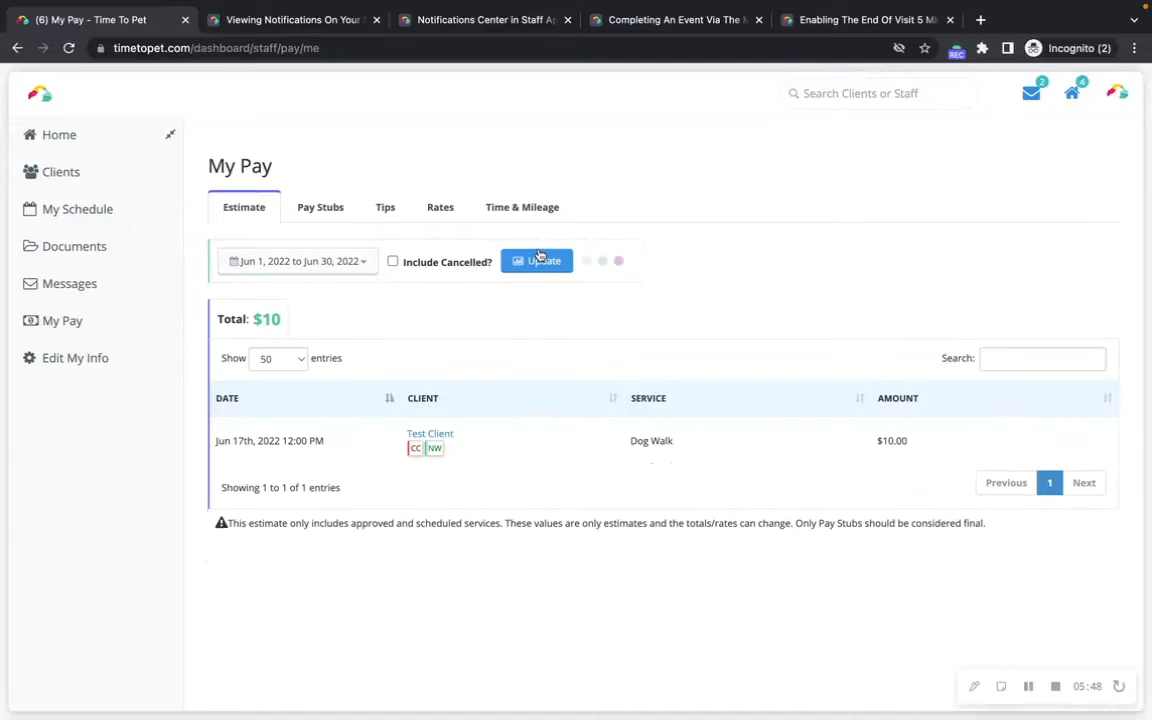 (6) My Pay - Time To Pet
Viewing Notifications On Your
Notifications Center in Staff Ap
Completing An Event Via The M
Enabling The End Of Visit 5 Mi
timetopet.com/dashboard/staff/pay/me
REC
Incognito (2)
Search Clients or Staff
2
4
Home
Clients
My Schedule
Documents
Messages
My Pay
Edit My Info
My Pay
Estimate
Pay Stubs
Tips
Rates
Time & Mileage
Jun 1, 2022 to Jun 30, 2022
Include Cancelled?
Update
Total: $10
Show 50 entries
Search:
DATE CLIENT SERVICE AMOUNT
Jun 17th, 2022 12:00 PM Test Client Dog Walk $10.00
CC NW
Showing 1 to 1 of 1 entries
Previous 1 Next
This estimate only includes approved and scheduled services. These values are only estimates and the totals/rates can change. Only Pay Stubs should be considered final.
05:48